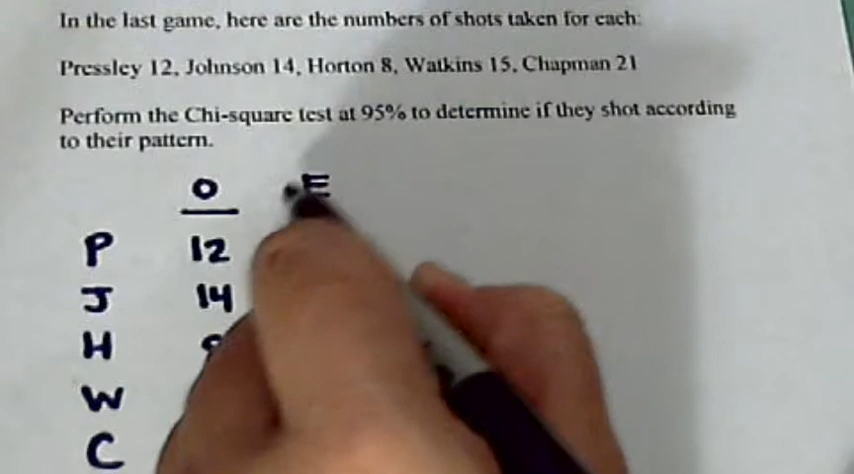 In the last game, here are the numbers of shots taken for each:
Pressley 12, Johnson 14, Horton 8, Watkins 15, Chapman 21
Perform the Chi-square test at 95% to determine if they shot according
to their pattern.
O E
P 12
J 14
H
W
C